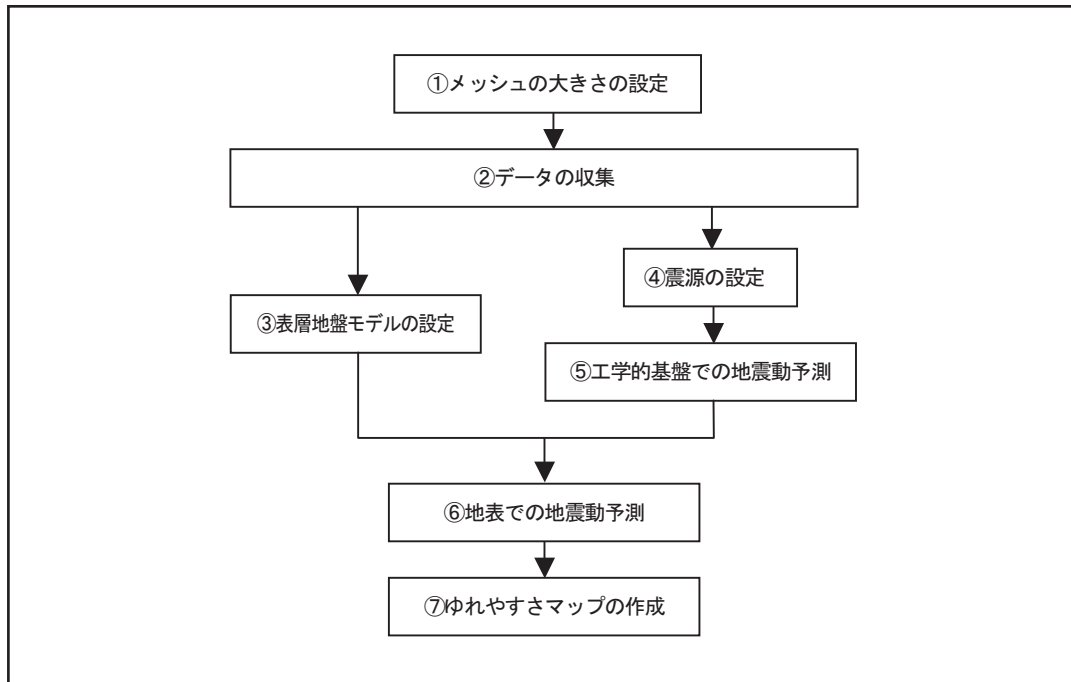 ①メッシュの大きさの設定
②データの収集
④震源の設定
③表層地盤モデルの設定
⑤工学的基盤での地震動予測
⑥地表での地震動予測
⑦ゆれやすさマップの作成